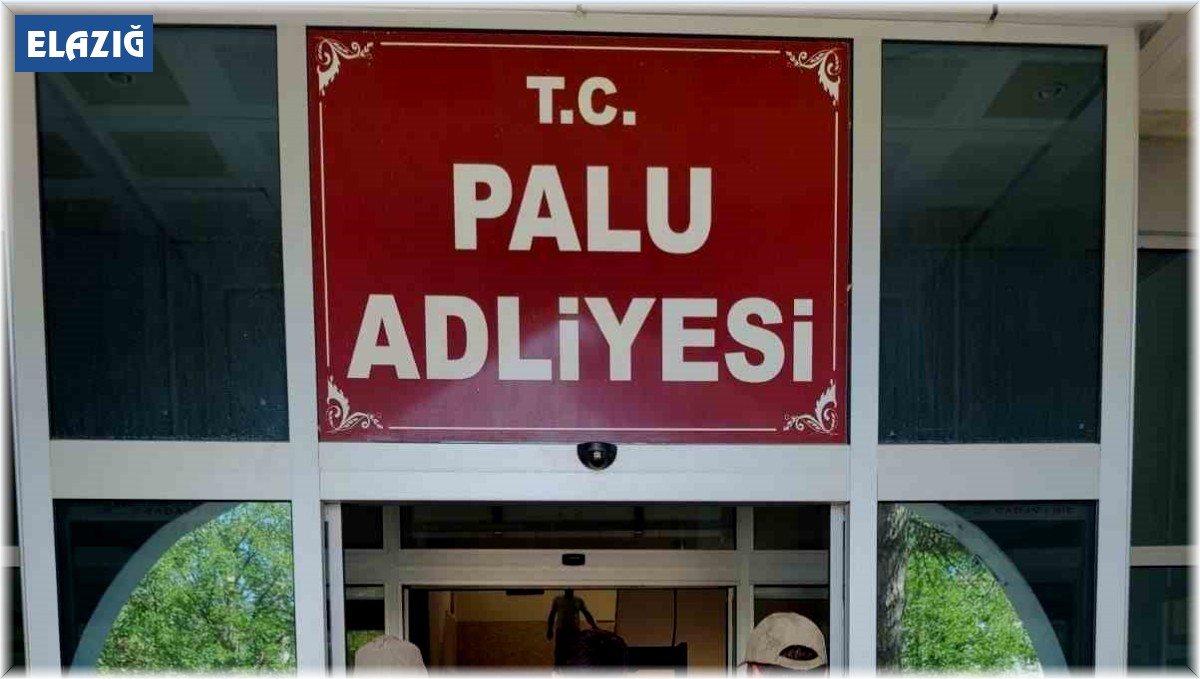 ELAZIĞ
T.C.
PALU
ADLiYESi